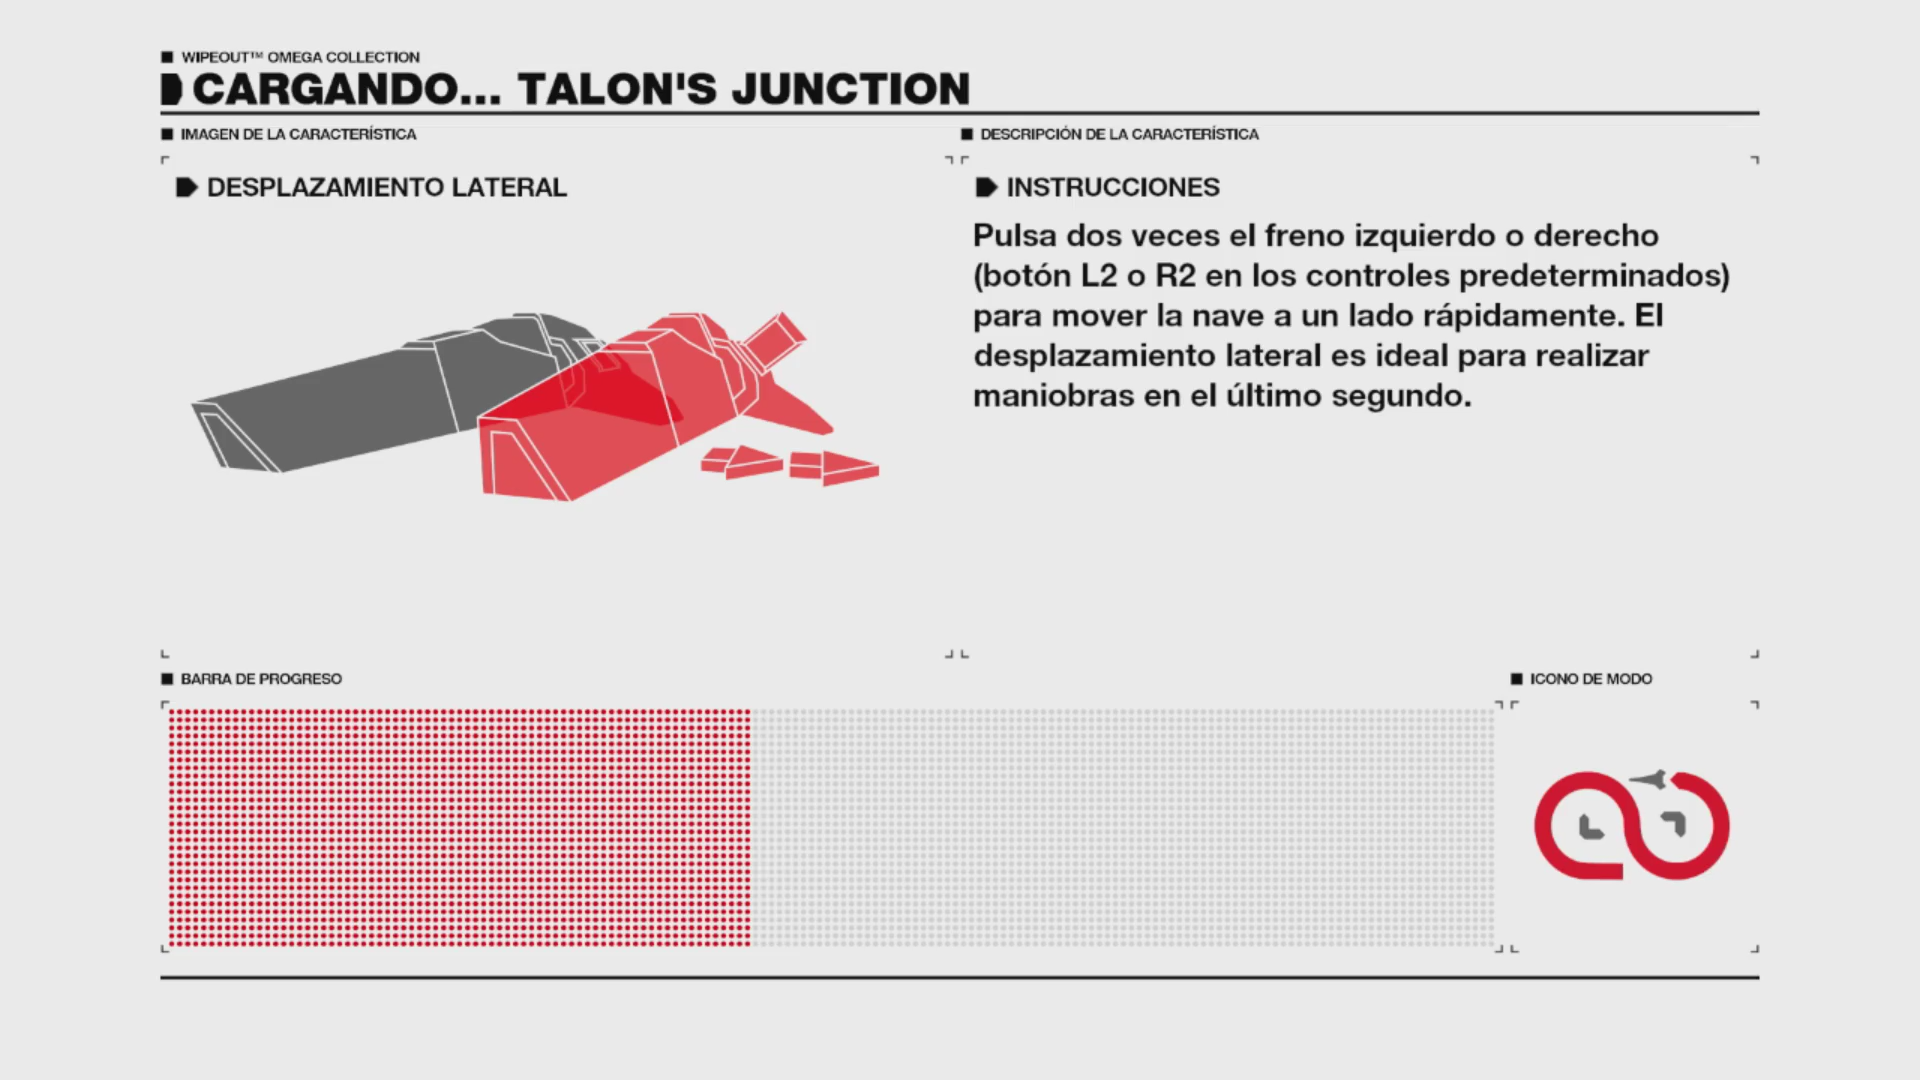 WIPEOUT™ OMEGA COLLECTION
CARGANDO... TALON'S JUNCTION
IMAGEN DE LA CARACTERÍSTICA
DESPLAZAMIENTO LATERAL
DESCRIPCIÓN DE LA CARACTERÍSTICA
INSTRUCCIONES
Pulsa dos veces el freno izquierdo o derecho
(botón L2 o R2 en los controles predeterminados)
para mover la nave a un lado rápidamente. El
desplazamiento lateral es ideal para realizar
maniobras en el último segundo.
BARRA DE PROGRESO
ICONO DE MODO